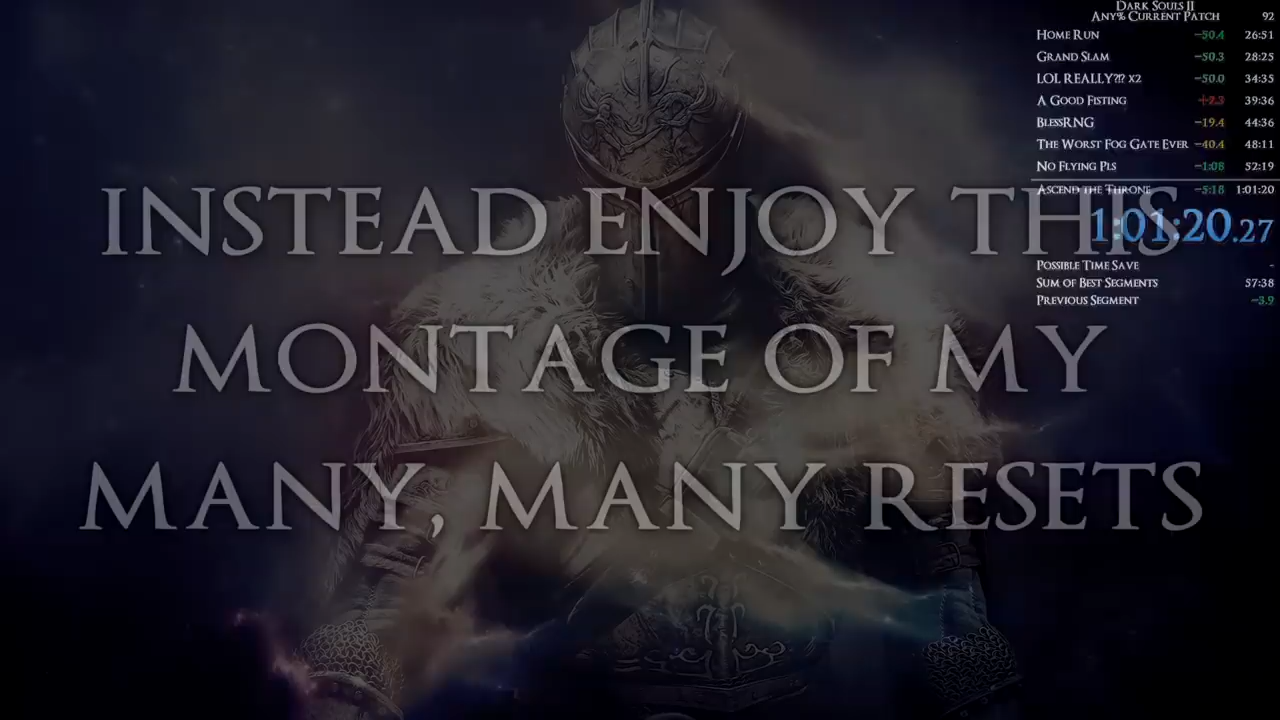 Dark Souls II
Any% Current Patch 92
Home Run -50.4 26:51
Grand Slam -50.3 28:25
LOL REALLY?!? x2 -50.0 34:35
A Good Fisting +2.3 39:36
BlessRNG -19.4 44:36
The Worst Fog Gate Ever -40.4 48:11
No Flying Pls -1:08 52:19
Ascend the Throne -5:18 1:01:20
1:01:20.27
Possible Time Save -
Sum of Best Segments 57:38
Previous Segment -3.9
INSTEAD ENJOY THIS
MONTAGE OF MY
MANY, MANY RESETS